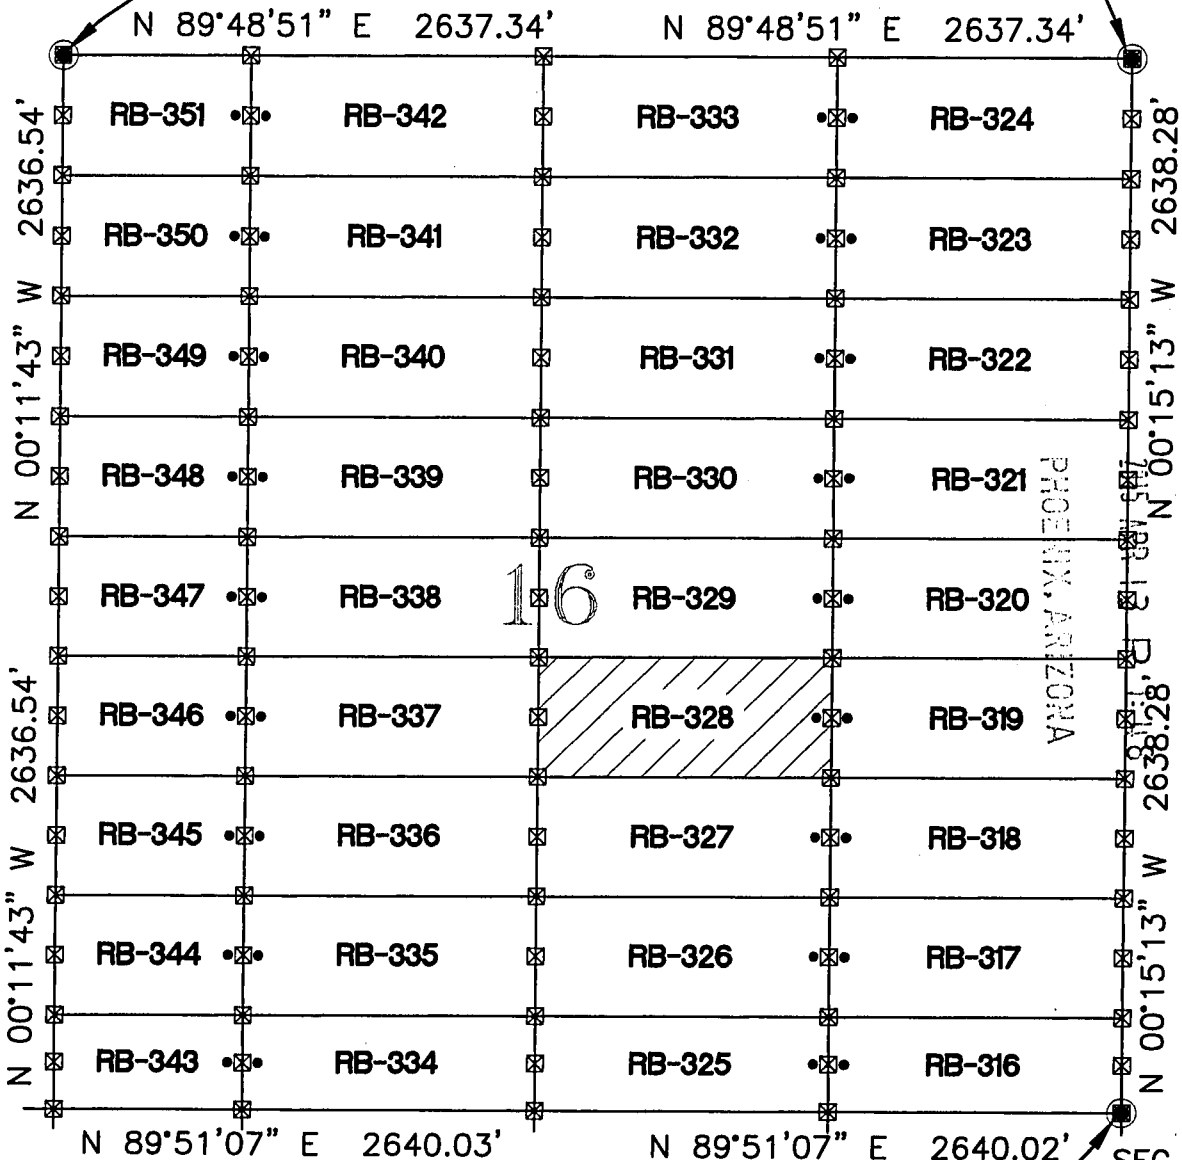 N 89°48'51" E 2637.34' N 89°48'51" E 2637.34'
N 00°11'43" W 2636.54'
N 00°15'13" W 2638.28'
RB-351 RB-342 RB-333 RB-324
RB-350 RB-341 RB-332 RB-323
RB-349 RB-340 RB-331 RB-322
RB-348 RB-339 RB-330 RB-321
RB-347 RB-338 16 RB-329 RB-320
PHOENIX, ARIZONA
RB-346 RB-337 RB-328 RB-319
RB-345 RB-336 RB-327 RB-318
RB-344 RB-335 RB-326 RB-317
RB-343 RB-334 RB-325 RB-316
N 00°11'43" W 2636.54'
N 00°15'13" W 2638.28'
N 89°51'07" E 2640.03' N 89°51'07" E 2640.02'